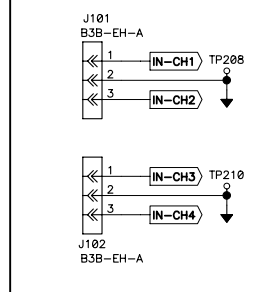 J101
B3B-EH-A
1 IN-CH1 TP208
2
3 IN-CH2
1 IN-CH3 TP210
2
3 IN-CH4
J102
B3B-EH-A